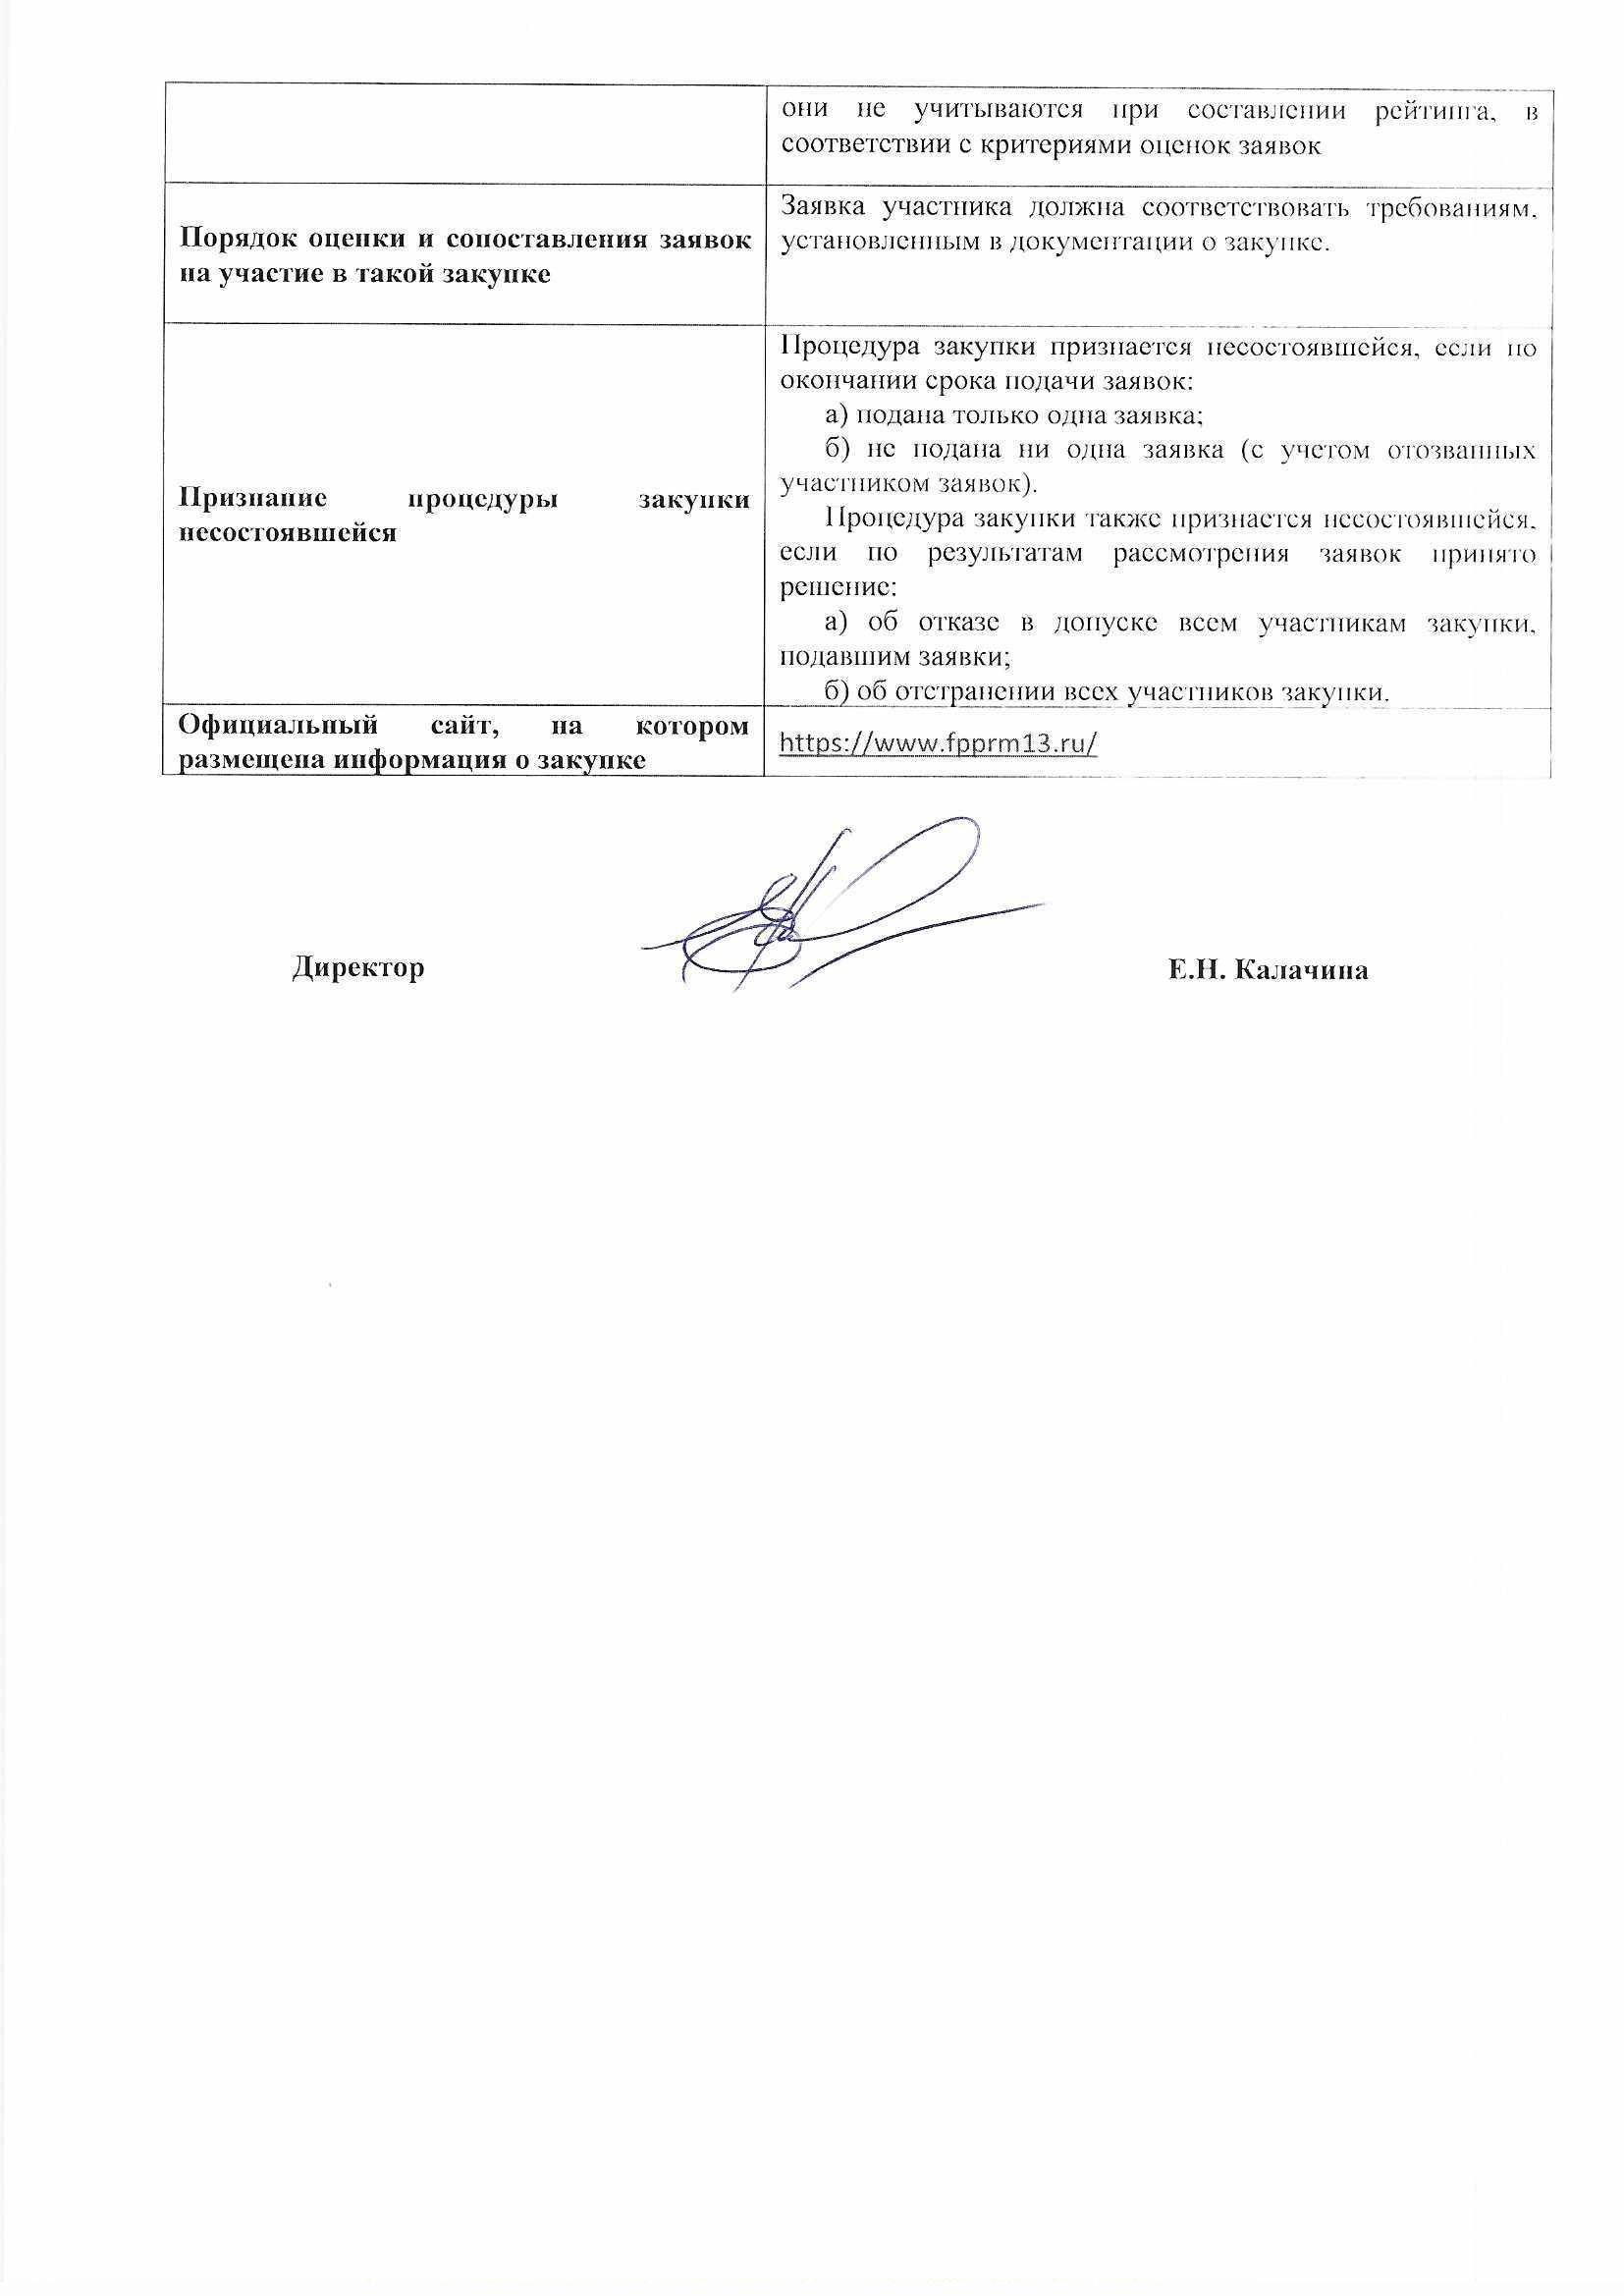 они не учитываются при составлении рейтинга, в
соответствии с критериями оценок заявок
Порядок оценки и сопоставления заявок
на участие в такой закупке
Заявка участника должна соответствовать требованиям,
установленным в документации о закупке.
Признание процедуры закупки
несостоявшейся
Процедура закупки признается несостоявшейся, если по
окончании срока подачи заявок:
а) подана только одна заявка;
б) не подана ни одна заявка (с учетом отозванных
участником заявок).
Процедура закупки также признается несостоявшейся,
если по результатам рассмотрения заявок принято
решение:
а) об отказе в допуске всем участникам закупки,
подавшим заявки;
б) об отстранении всех участников закупки.
Официальный сайт, на котором
размещена информация о закупке
https://www.fpprm13.ru/
Директор
Е.Н. Калачина